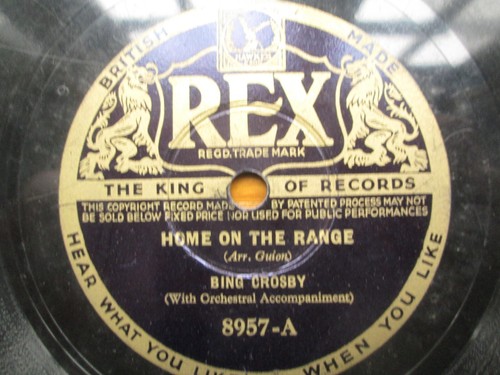 BRITISH MADE
REX
REGD. TRADE MARK
THE KING OF RECORDS
THIS COPYRIGHT RECORD BY PATENTED PROCESS MAY NOT
BE SOLD BELOW FIXED PRICE NOR USED FOR PUBLIC PERFORMANCES
HOME ON THE RANGE
(Arr. Guion)
BING CROSBY
(With Orchestral Accompaniment)
8957-A
HEAR WHAT YOU LIKE WHEN YOU LIKE